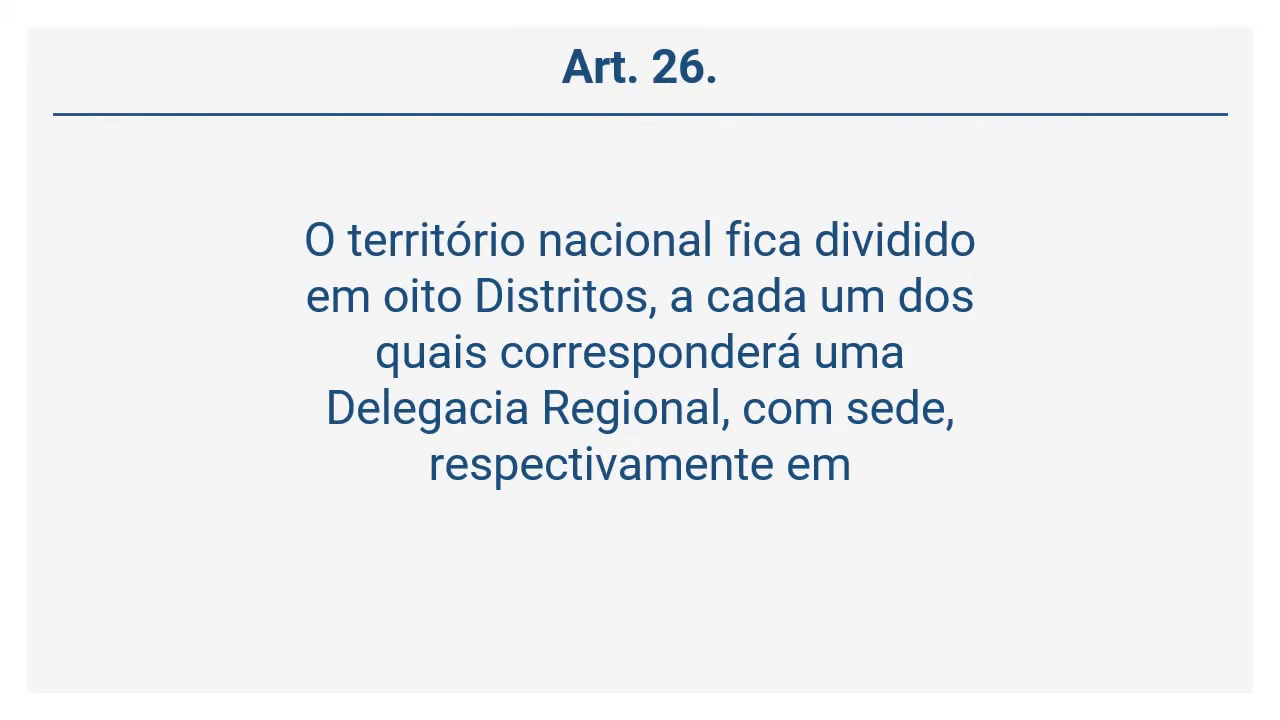 Art. 26.
O território nacional fica dividido
em oito Distritos, a cada um dos
quais corresponderá uma
Delegacia Regional, com sede,
respectivamente em